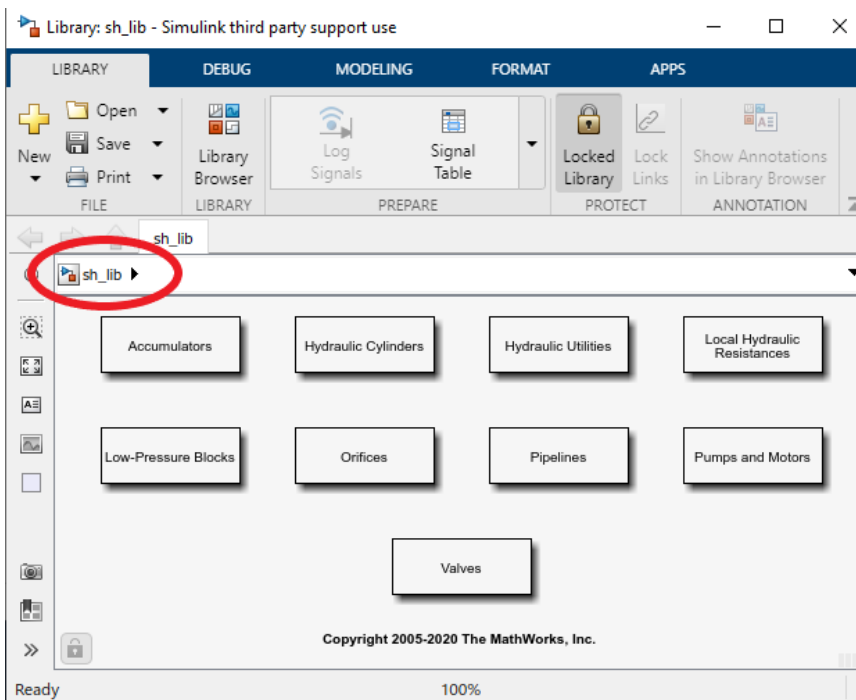 Library: sh_lib - Simulink third party support use
LIBRARY DEBUG MODELING FORMAT APPS
New
Open
Save
Print
FILE
Library
Browser
LIBRARY
Log
Signals
Signal
Table
PREPARE
Locked
Library
Lock
Links
PROTECT
Show Annotations
in Library Browser
ANNOTATION
sh_lib
sh_lib
Accumulators
Hydraulic Cylinders
Hydraulic Utilities
Local Hydraulic
Resistances
Low-Pressure Blocks
Orifices
Pipelines
Pumps and Motors
Valves
Copyright 2005-2020 The MathWorks, Inc.
Ready 100%